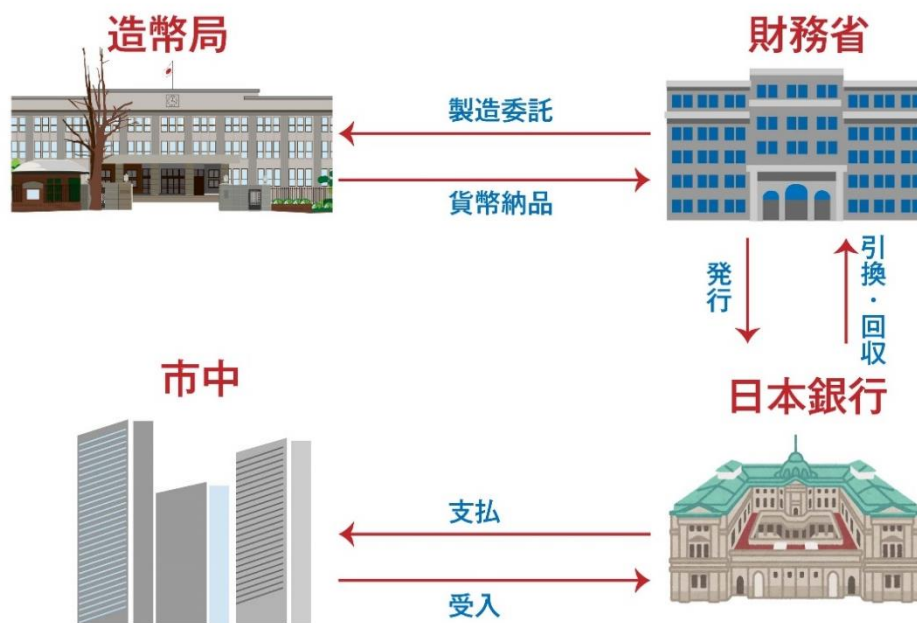 造幣局
財務省
製造委託
貨幣納品
発行
引換・回収
市中
日本銀行
支払
受入